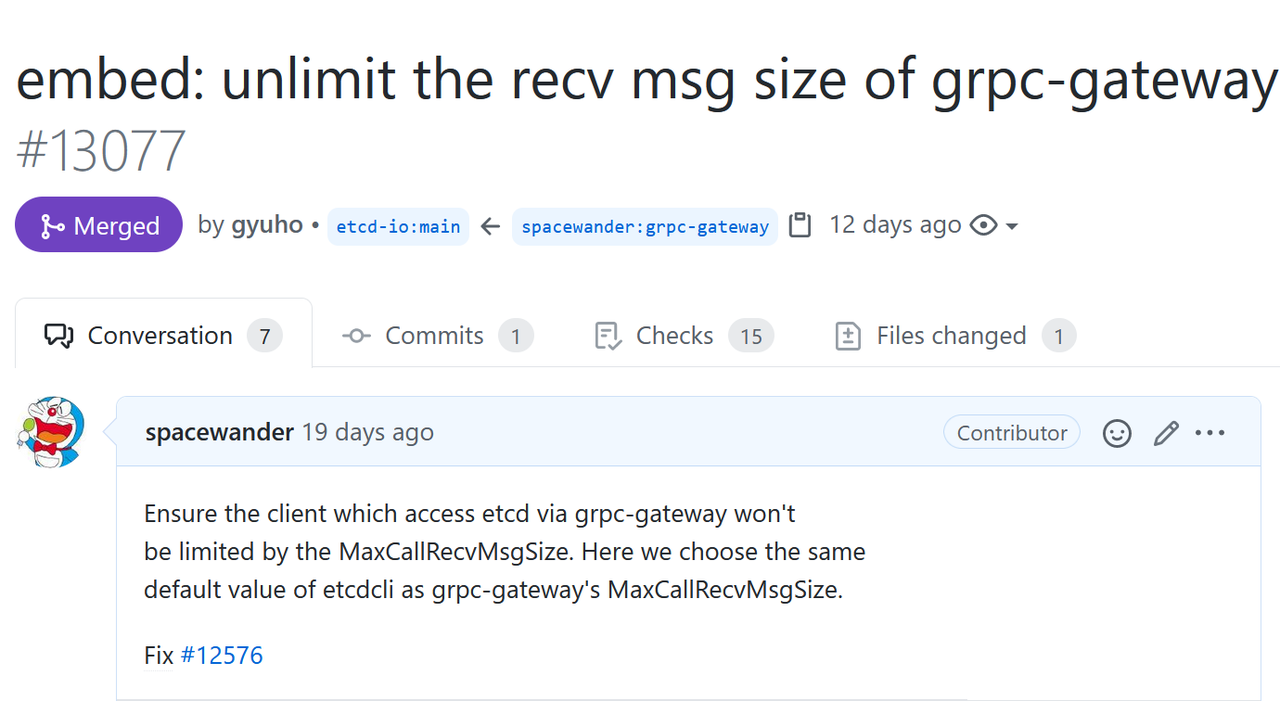 embed: unlimit the recv msg size of grpc-gateway
#13077
Merged by gyuho • etcd-io:main ← spacewander:grpc-gateway 12 days ago
Conversation 7 Commits 1 Checks 15 Files changed 1
spacewander 19 days ago Contributor
Ensure the client which access etcd via grpc-gateway won't
be limited by the MaxCallRecvMsgSize. Here we choose the same
default value of etcdcli as grpc-gateway's MaxCallRecvMsgSize.
Fix #12576